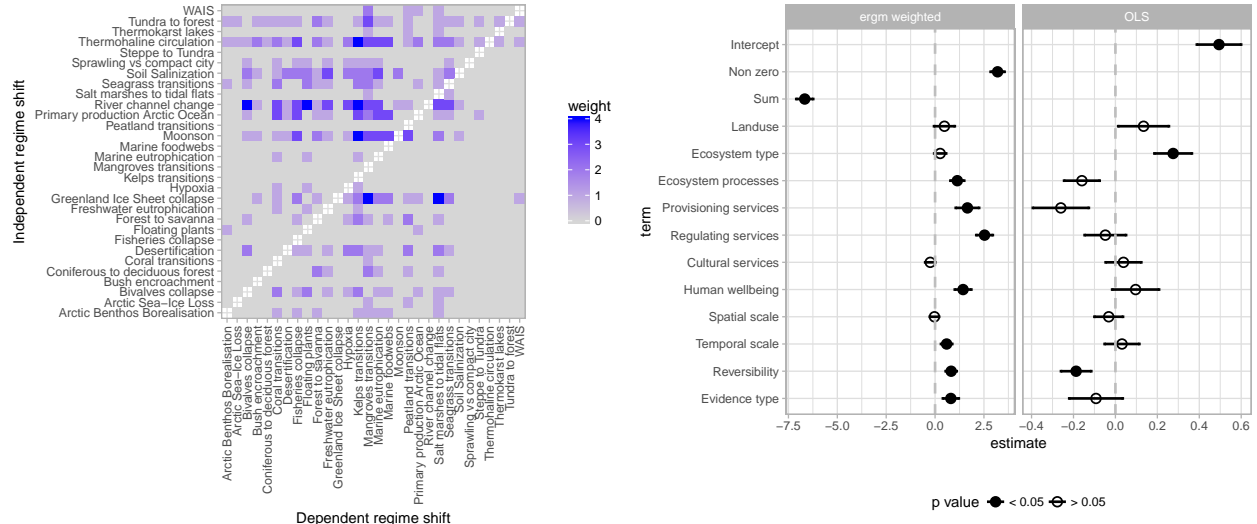 Independent regime shift
WAIS
Tundra to forest
Thermokarst lakes
Thermohaline circulation
Steppe to Tundra
Sprawling vs compact city
Soil Salinization
Seagrass transitions
Salt marshes to tidal flats
River channel change
Primary production Arctic Ocean
Peatland transitions
Moonson
Marine foodwebs
Marine eutrophication
Mangroves transitions
Kelps transitions
Hypoxia
Greenland Ice Sheet collapse
Freshwater eutrophication
Forest to savanna
Floating plants
Fisheries collapse
Desertification
Coral transitions
Coniferous to deciduous forest
Bush encroachment
Bivalves collapse
Arctic Sea−Ice Loss
Arctic Benthos Borealisation
Arctic Benthos Borealisation
Arctic Sea−Ice Loss
Bivalves collapse
Bush encroachment
Coniferous to deciduous forest
Coral transitions
Desertification
Fisheries collapse
Floating plants
Forest to savanna
Freshwater eutrophication
Greenland Ice Sheet collapse
Hypoxia
Kelps transitions
Mangroves transitions
Marine eutrophication
Marine foodwebs
Moonson
Peatland transitions
Primary production Arctic Ocean
River channel change
Salt marshes to tidal flats
Seagrass transitions
Soil Salinization
Sprawling vs compact city
Steppe to Tundra
Thermohaline circulation
Thermokarst lakes
Tundra to forest
WAIS
Dependent regime shift
weight
4
3
2
1
0
ergm weighted
OLS
term
Intercept
Non zero
Sum
Landuse
Ecosystem type
Ecosystem processes
Provisioning services
Regulating services
Cultural services
Human wellbeing
Spatial scale
Temporal scale
Reversibility
Evidence type
−7.5 −5.0 −2.5 0.0 2.5
−0.4 −0.2 0.0 0.2 0.4 0.6
estimate
p value < 0.05 > 0.05